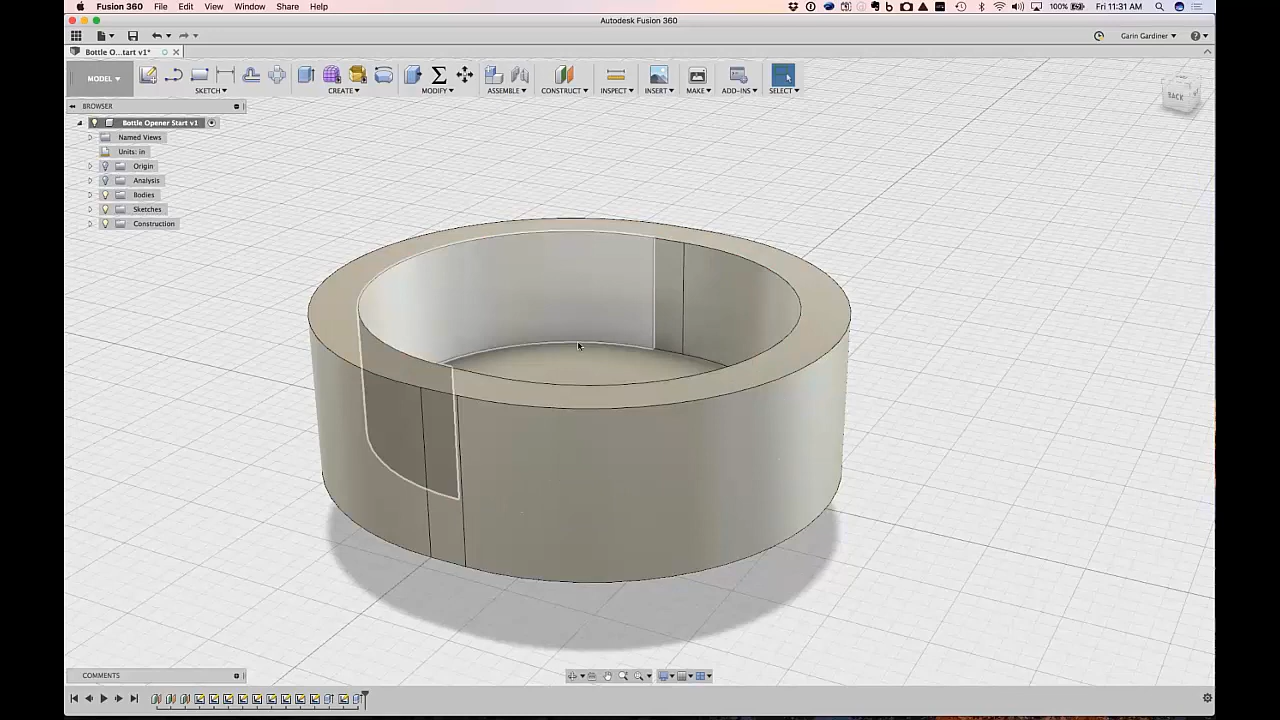 Fusion 360 File Edit View Window Share Help 100% Fri 11:31 AM
Autodesk Fusion 360
Garin Gardiner
Bottle O...tart v1*
MODEL
SKETCH CREATE MODIFY ASSEMBLE CONSTRUCT INSPECT INSERT MAKE ADD-INS SELECT
BROWSER
BACK
Bottle Opener Start v1
Named Views
Units: in
Origin
Analysis
Bodies
Sketches
Construction
COMMENTS